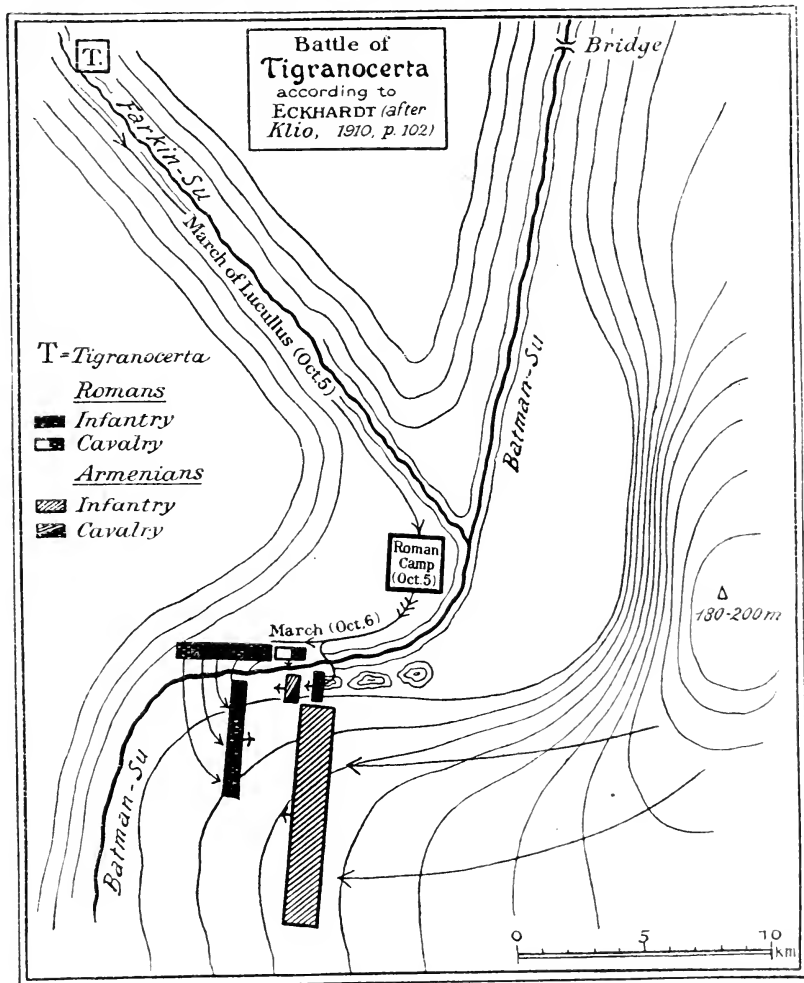 T.
Battle of
Tigranocerta
according to
ECKHARDT (after
Klio, 1910, p. 102)
Bridge
Farkin-Su
March of Lucullus (Oct. 5)
Batman-Su
T = Tigranocerta
Romans
Infantry
Cavalry
Armenians
Infantry
Cavalry
Roman
Camp
(Oct. 5)
180-200 m
March (Oct. 6)
Batman-Su
0 5 10
km